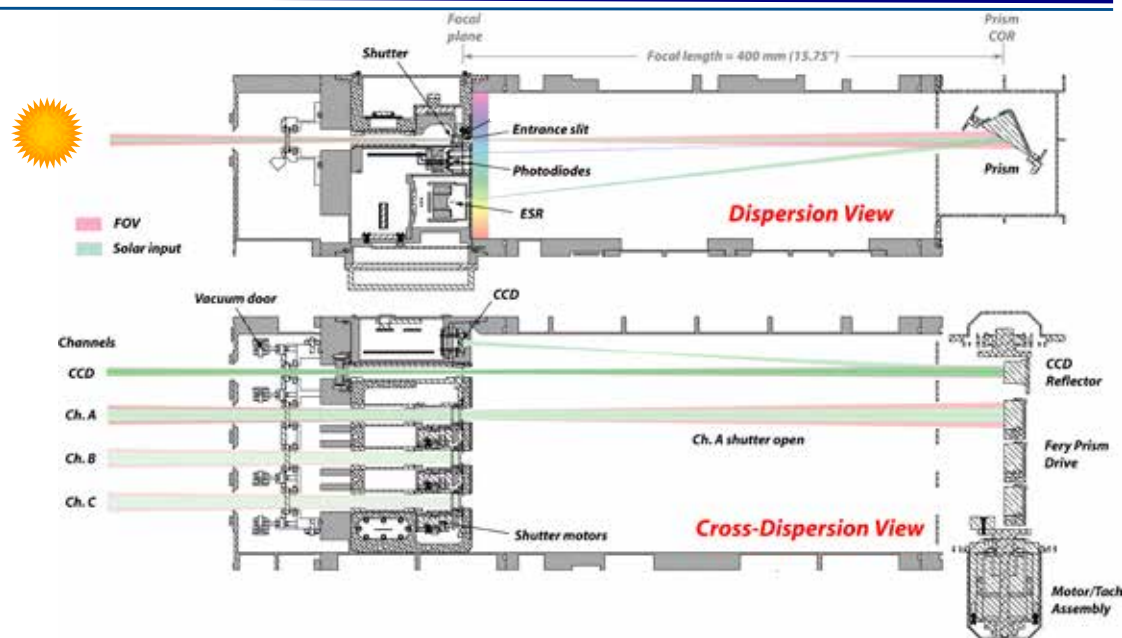 Focal
plane
Prism
COR
Shutter
Focal length = 400 mm (15.75")
Entrance slit
Photodiodes
Prism
ESR
Dispersion View
FOV
Solar input
Vacuum door
CCD
Channels
CCD
CCD
Reflector
Ch. A
Ch. A shutter open
Fery Prism
Drive
Ch. B
Ch. C
Cross-Dispersion View
Shutter motors
Motor/Tach
Assembly